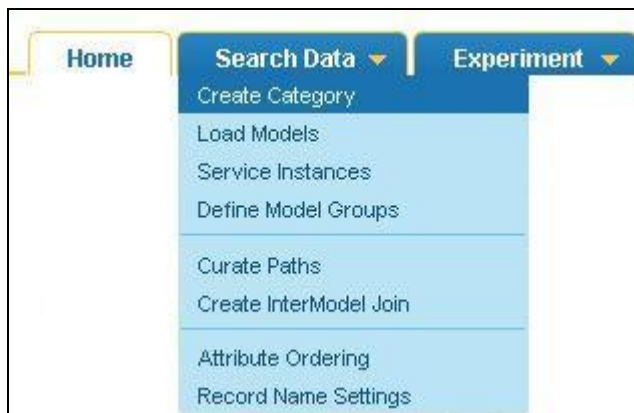 Home Search Data Experiment
Create Category
Load Models
Service Instances
Define Model Groups
Curate Paths
Create InterModel Join
Attribute Ordering
Record Name Settings